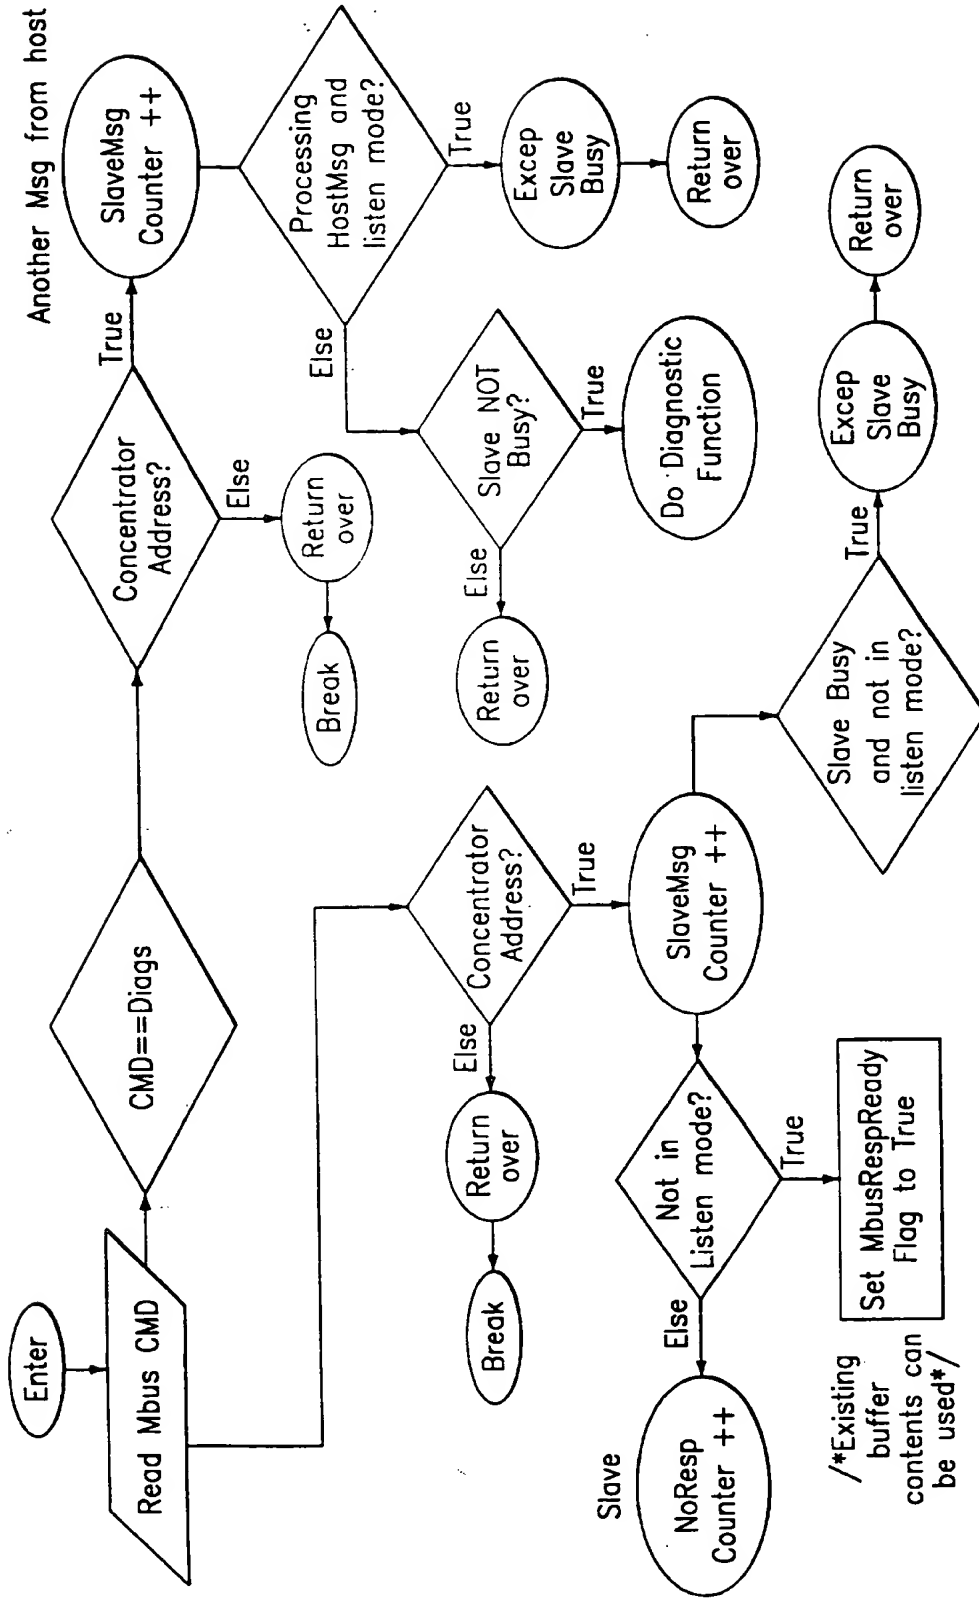 Enter
Read Mbus CMD
CMD==Diags
Concentrator
Address?
True
Another Msg from host
SlaveMsg
Counter ++
Else
Return
over
Break
Processing
HostMsg and
listen mode?
True
Excep
Slave
Busy
Return
over
Else
Slave NOT
Busy?
True
Do Diagnostic
Function
Else
Return
over
Concentrator
Address?
Else
Return
over
Break
True
SlaveMsg
Counter ++
Slave Busy
and not in
listen mode?
True
Excep
Slave
Busy
Return
over
Not in
Listen mode?
True
Set MbusRespReady
Flag to True
/*Existing
buffer
contents can
be used*/
Else
Slave
NoResp
Counter ++